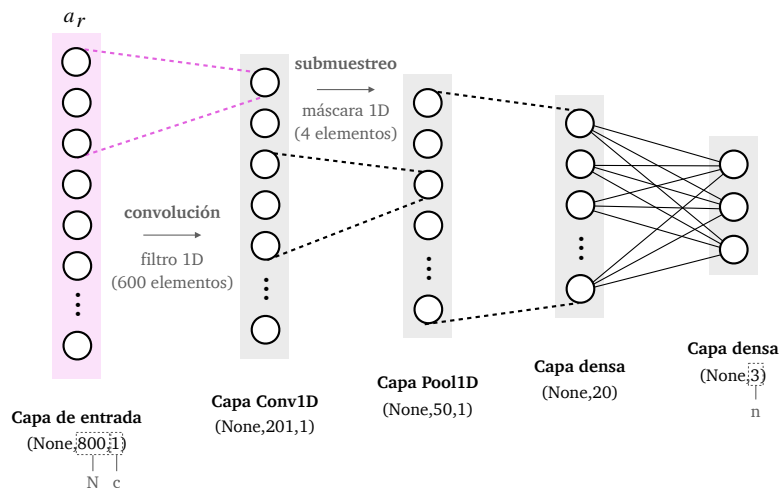 a_r
submuestreo
máscara 1D
(4 elementos)
convolución
filtro 1D
(600 elementos)
Capa de entrada
(None,800,1)
N c
Capa Conv1D
(None,201,1)
Capa Pool1D
(None,50,1)
Capa densa
(None,20)
Capa densa
(None,3)
n